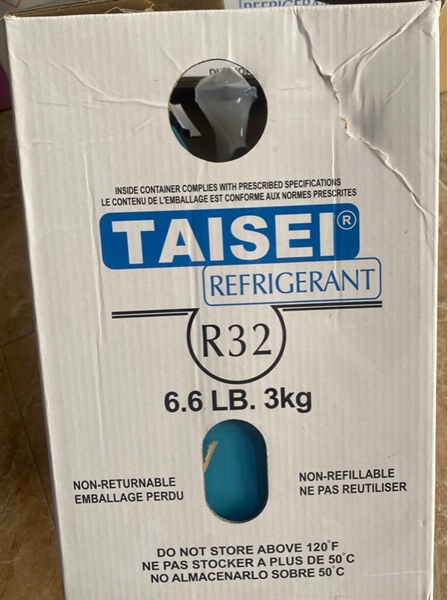 REFRIGERAN
INSIDE CONTAINER COMPLIES WITH PRESCRIBED SPECIFICATIONS
LE CONTENU DE L'EMBALLAGE EST CONFORME AUX NORMES PRESCRITES
TAISEI®
REFRIGERANT
R32
6.6 LB. 3kg
NON-RETURNABLE
EMBALLAGE PERDU
NON-REFILLABLE
NE PAS REUTILISER
DO NOT STORE ABOVE 120°F
NE PAS STOCKER A PLUS DE 50°C
NO ALMACENARLO SOBRE 50°C